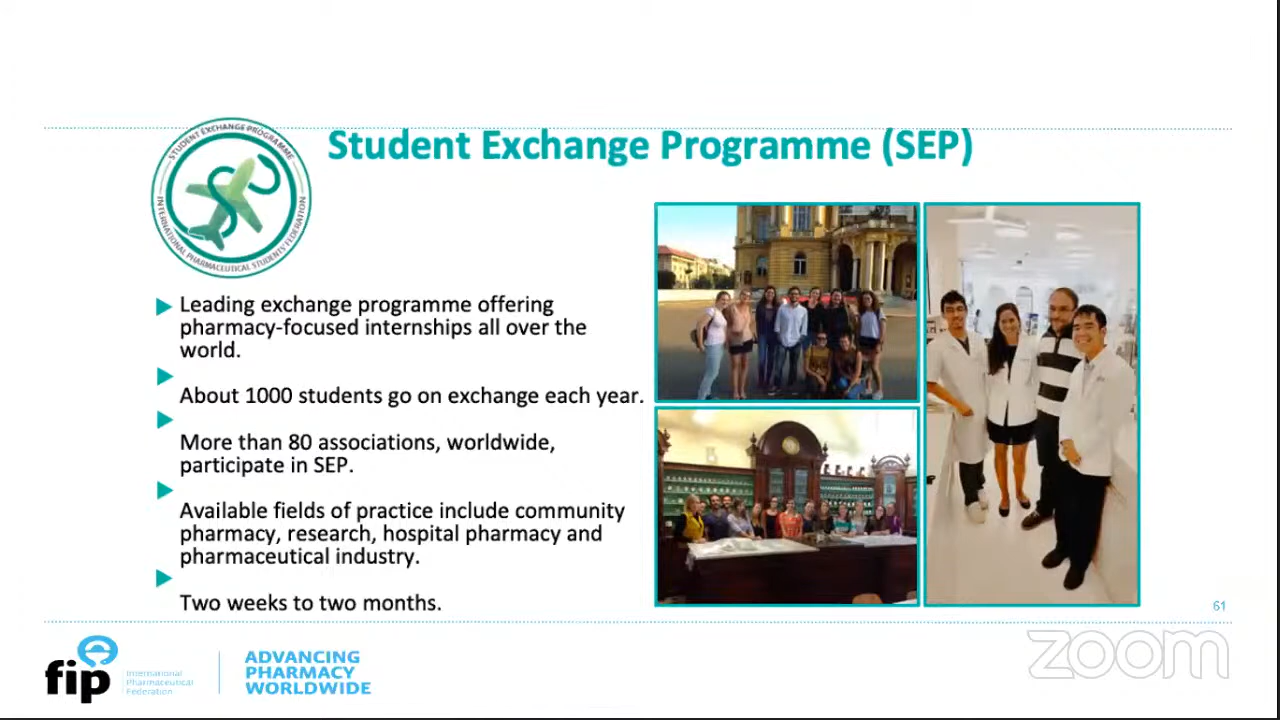 STUDENT EXCHANGE PROGRAMME
INTERNATIONAL PHARMACEUTICAL STUDENTS' FEDERATION
Student Exchange Programme (SEP)
Leading exchange programme offering
pharmacy-focused internships all over the
world.
About 1000 students go on exchange each year.
More than 80 associations, worldwide,
participate in SEP.
Available fields of practice include community
pharmacy, research, hospital pharmacy and
pharmaceutical industry.
Two weeks to two months.
61
fip
International
Pharmaceutical
Federation
ADVANCING
PHARMACY
WORLDWIDE
zoom